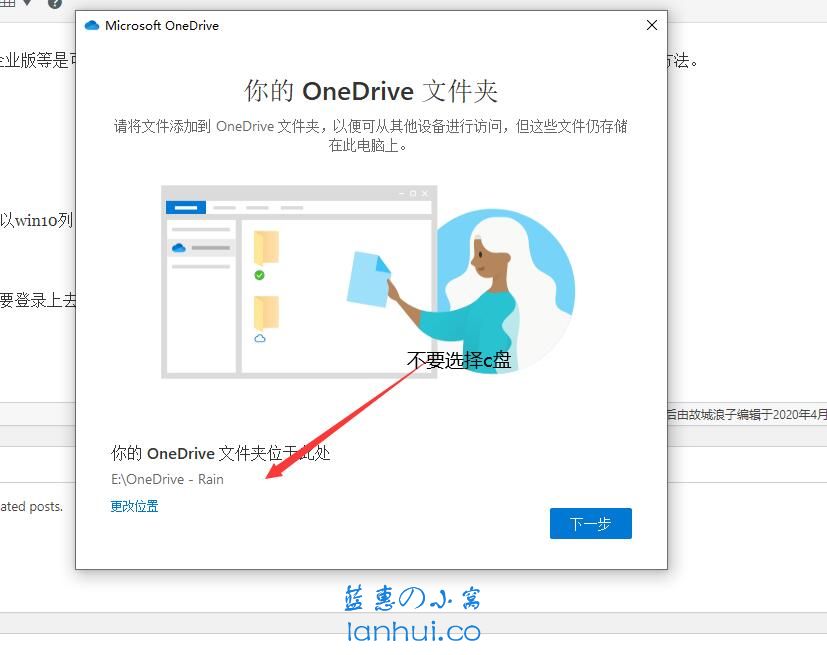 Microsoft OneDrive
企业版等是
方法。
你的 OneDrive 文件夹
请将文件添加到 OneDrive 文件夹，以便可从其他设备进行访问，但这些文件仍存储
在此电脑上。
以win10列
要登录上去
不要选择c盘
后由故城浪子编辑于2020年4月
你的 OneDrive 文件夹位于此处
E:\OneDrive - Rain
更改位置
ated posts.
下一步
蓝惠の小窝
lanhui.co